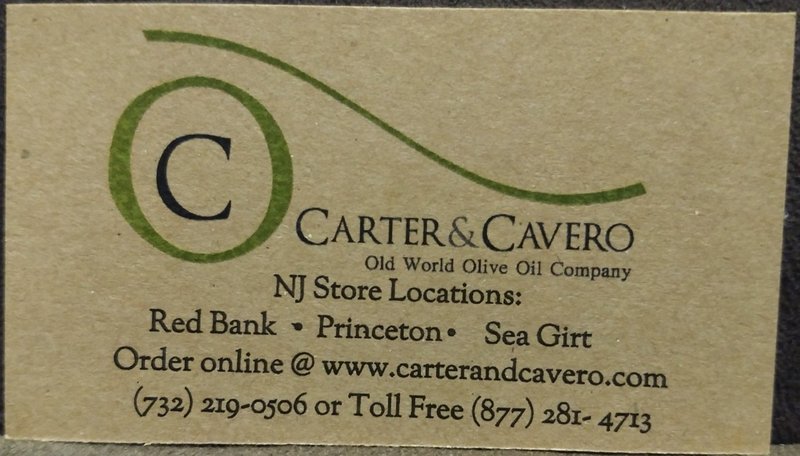 C
CARTER & CAVERO
Old World Olive Oil Company
NJ Store Locations:
Red Bank • Princeton • Sea Girt
Order online @ www.carterandcavero.com
(732) 219-0506 or Toll Free (877) 281- 4713